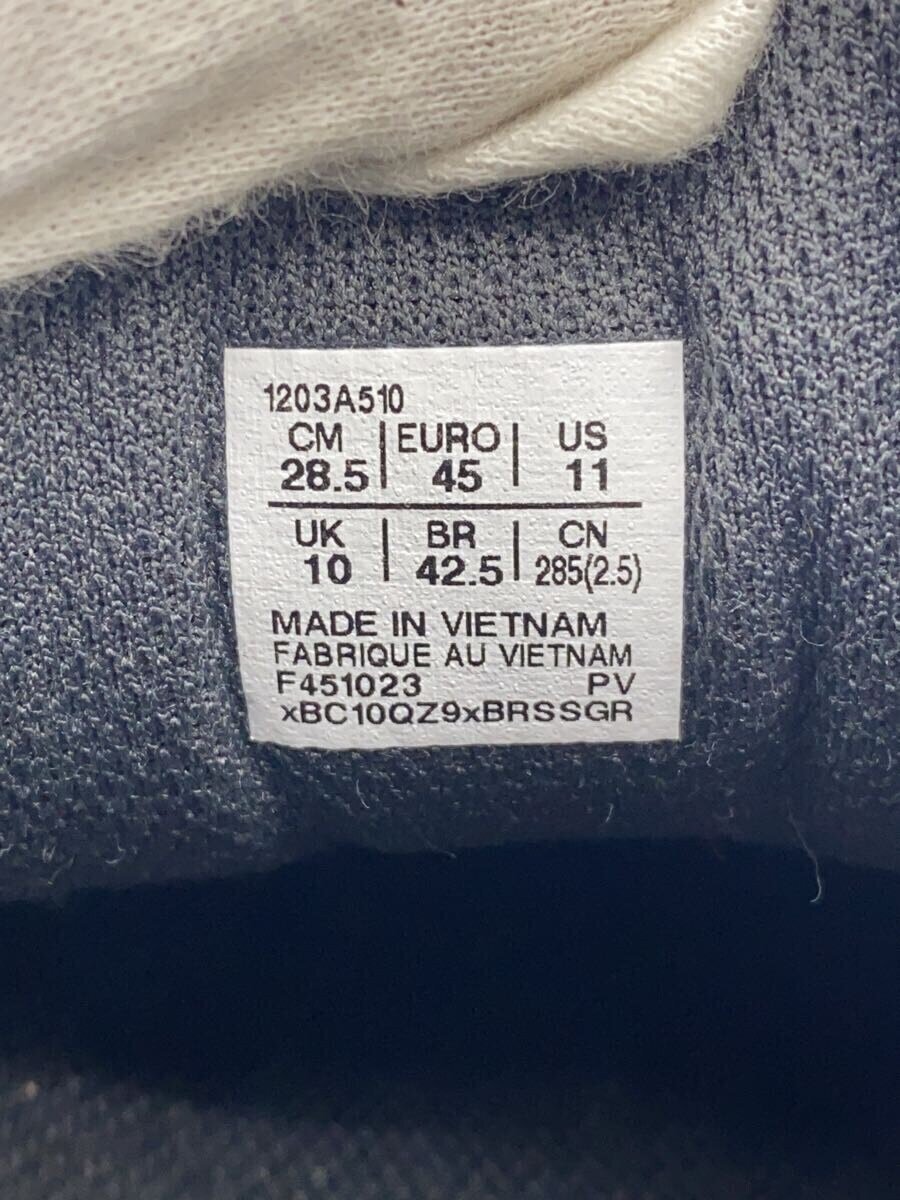 1203A510
CM | EURO | US
28.5 | 45 | 11
UK | BR | CN
10 | 42.5 | 285(2.5)
MADE IN VIETNAM
FABRIQUE AU VIETNAM
F451023 PV
xBC10QZ9xBRSSGR